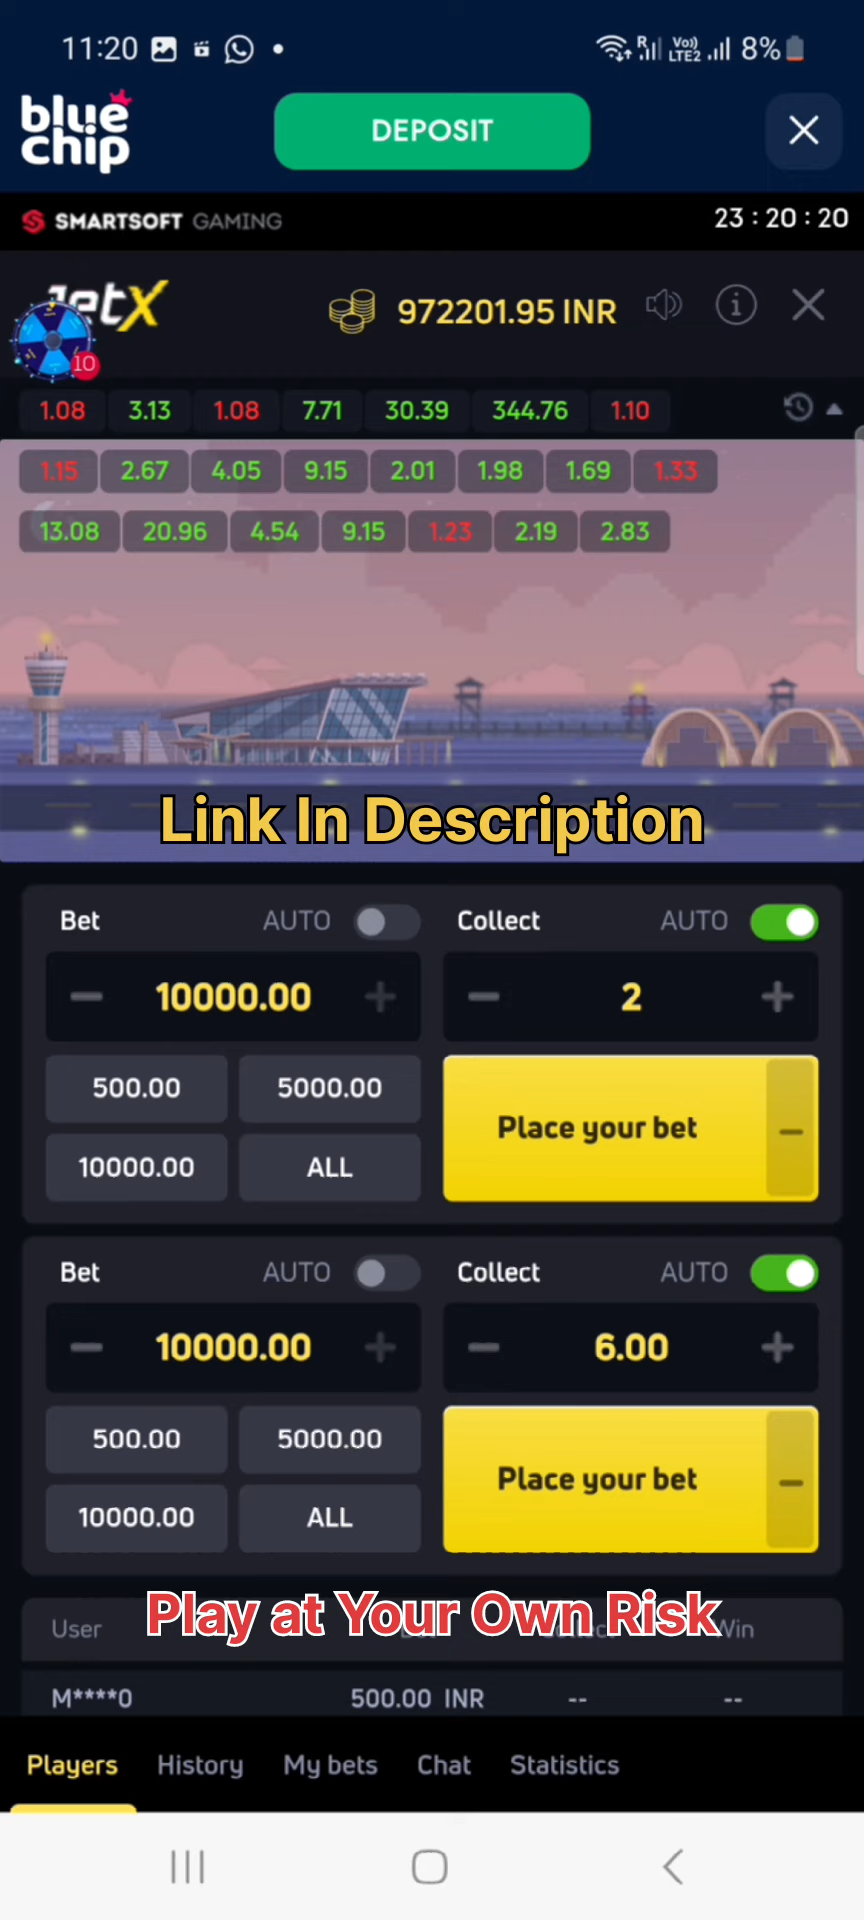 11:20 R Vo)) LTE2 8%
blue chip DEPOSIT
SMARTSOFT GAMING 23 : 20 : 20
JetX 972201.95 INR
10
1.08 3.13 1.08 7.71 30.39 344.76 1.10
1.15 2.67 4.05 9.15 2.01 1.98 1.69 1.33
13.08 20.96 4.54 9.15 1.23 2.19 2.83
Link In Description
Bet AUTO Collect AUTO
10000.00 2
500.00 5000.00
Place your bet
10000.00 ALL
Bet AUTO Collect AUTO
10000.00 6.00
500.00 5000.00
Place your bet
10000.00 ALL
Play at Your Own Risk
User Win
M****0 500.00 INR -- --
Players History My bets Chat Statistics